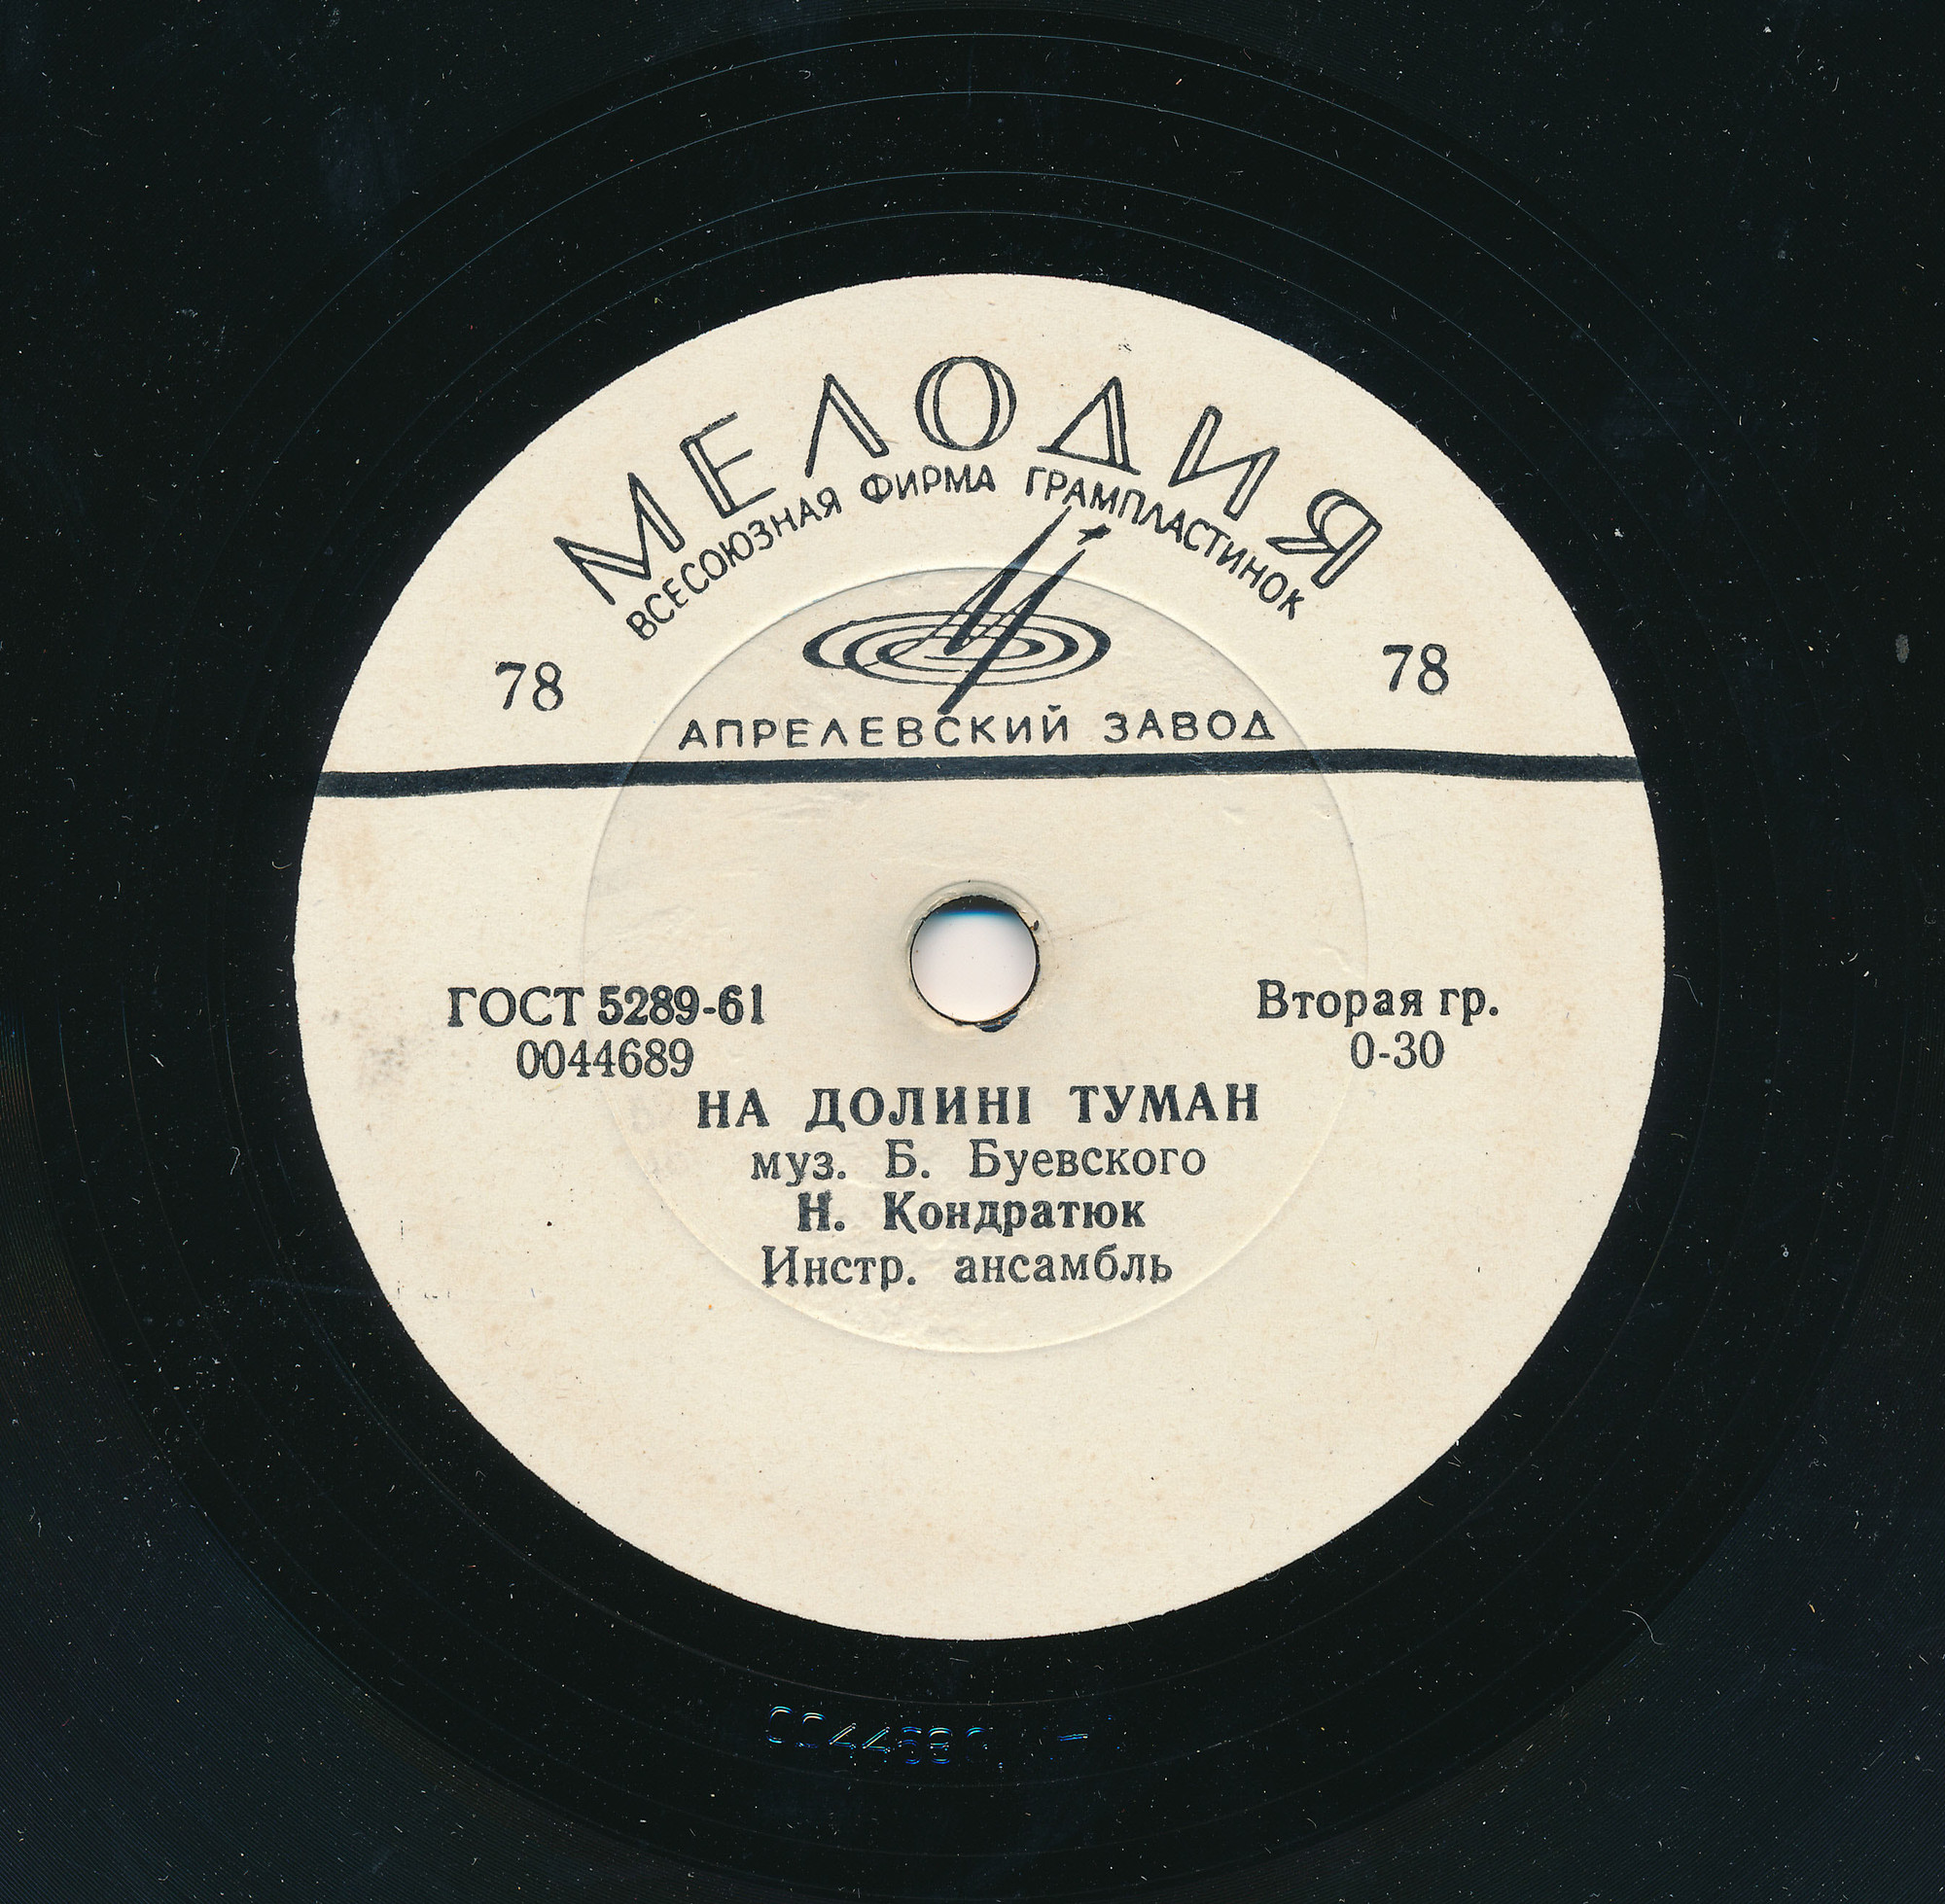 МЕЛОДИЯ
ВСЕСОЮЗНАЯ ФИРМА ГРАМПЛАСТИНОК
78 78
АПРЕЛЕВСКИЙ ЗАВОД
ГОСТ 5289-61 Вторая гр.
0044689 0-30
НА ДОЛИНІ ТУМАН
муз. Б. Буевского
Н. Кондратюк
Инстр. ансамбль